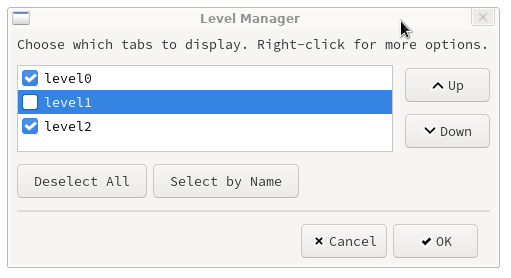 Level Manager
Choose which tabs to display. Right-click for more options.
level0
level1
level2
Up
Down
Deselect All
Select by Name
Cancel
OK